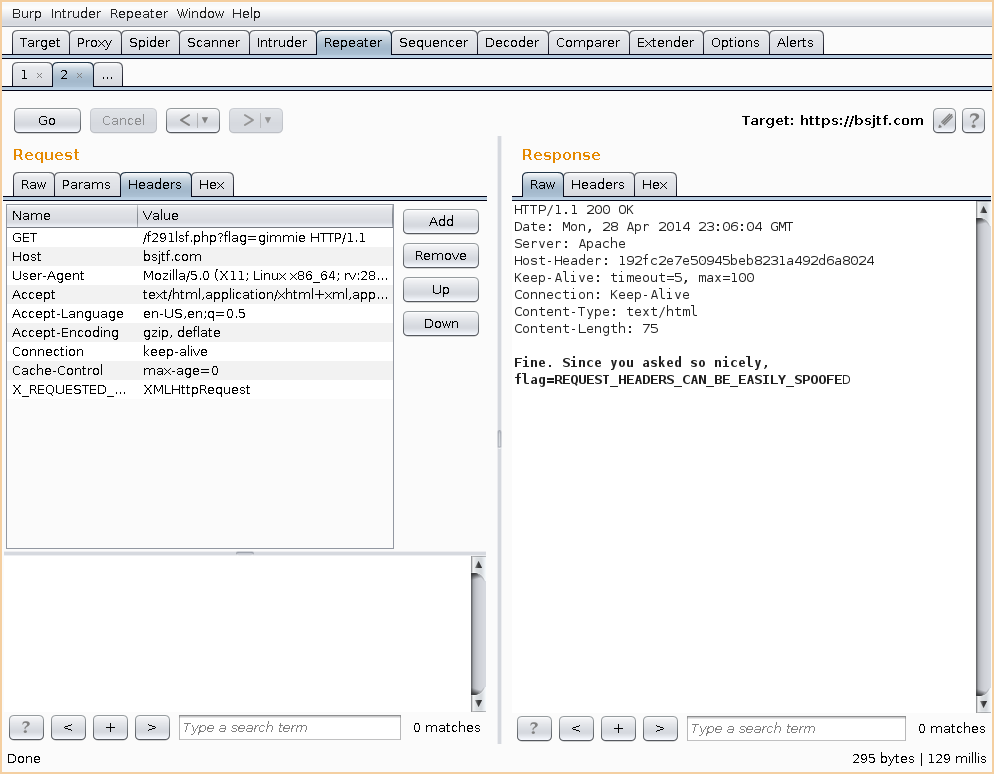 Burp Intruder Repeater Window Help
Target Proxy Spider Scanner Intruder Repeater Sequencer Decoder Comparer Extender Options Alerts
1 × 2 × ...
Go Cancel < | ▼ > | ▼ Target: https://bsjtf.com ?
Request
Raw Params Headers Hex
Name Value
GET /f291lsf.php?flag=gimmie HTTP/1.1
Host bsjtf.com
User-Agent Mozilla/5.0 (X11; Linux x86_64; rv:28...
Accept text/html,application/xhtml+xml,app...
Accept-Language en-US,en;q=0.5
Accept-Encoding gzip, deflate
Connection keep-alive
Cache-Control max-age=0
X_REQUESTED_... XMLHttpRequest
Add
Remove
Up
Down
? < + > Type a search term 0 matches
Response
Raw Headers Hex
HTTP/1.1 200 OK
Date: Mon, 28 Apr 2014 23:06:04 GMT
Server: Apache
Host-Header: 192fc2e7e50945beb8231a492d6a8024
Keep-Alive: timeout=5, max=100
Connection: Keep-Alive
Content-Type: text/html
Content-Length: 75
Fine. Since you asked so nicely,
flag=REQUEST_HEADERS_CAN_BE_EASILY_SPOOFED
? < + > Type a search term 0 matches
Done 295 bytes | 129 millis